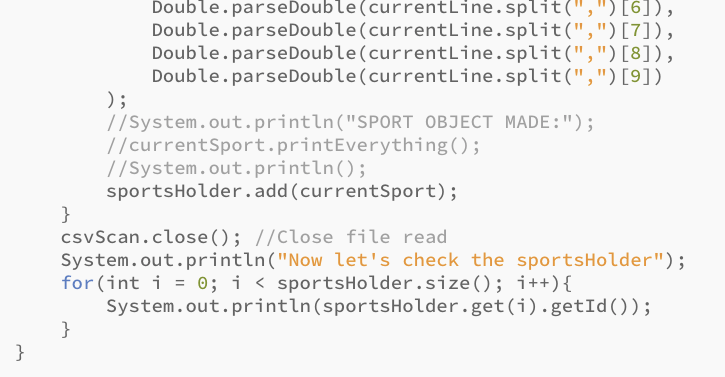 Double.parseDouble(currentLine.split(",")[6]),
Double.parseDouble(currentLine.split(",")[7]),
Double.parseDouble(currentLine.split(",")[8]),
Double.parseDouble(currentLine.split(",")[9])
);
//System.out.println("SPORT OBJECT MADE:");
//currentSport.printEverything();
//System.out.println();
sportsHolder.add(currentSport);
}
csvScan.close(); //Close file read
System.out.println("Now let's check the sportsHolder");
for(int i = 0; i < sportsHolder.size(); i++){
System.out.println(sportsHolder.get(i).getId());
}
}